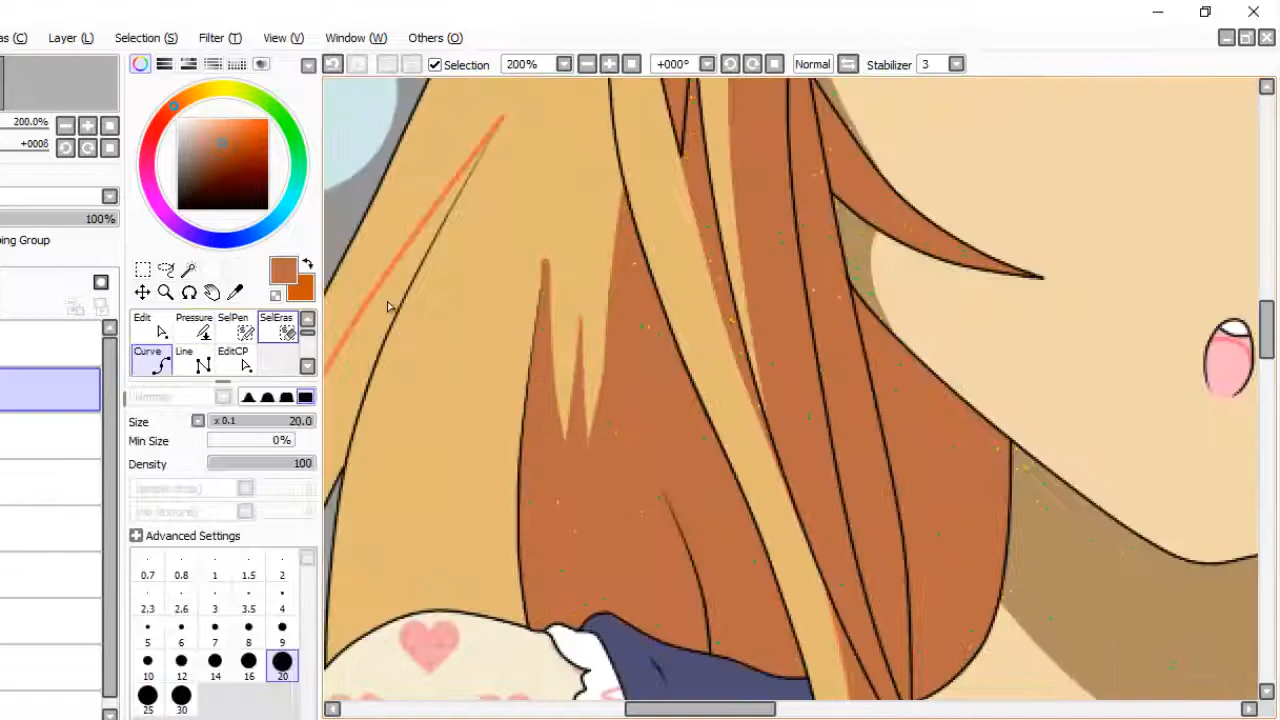 as (C) Layer (L) Selection (S) Filter (T) View (V) Window (W) Others (O)
Selection 200% +000° Normal Stabilizer 3
200.0%
+000ß
100%
ping Group
Edit Pressure SelPen SelEras
Curve Line EditCP
Size x 0.1 20.0
Min Size 0%
Density 100
Advanced Settings
0.7 0.8 1 1.5 2
2.3 2.6 3 3.5 4
5 6 7 8 9
10 12 14 16 20
25 30